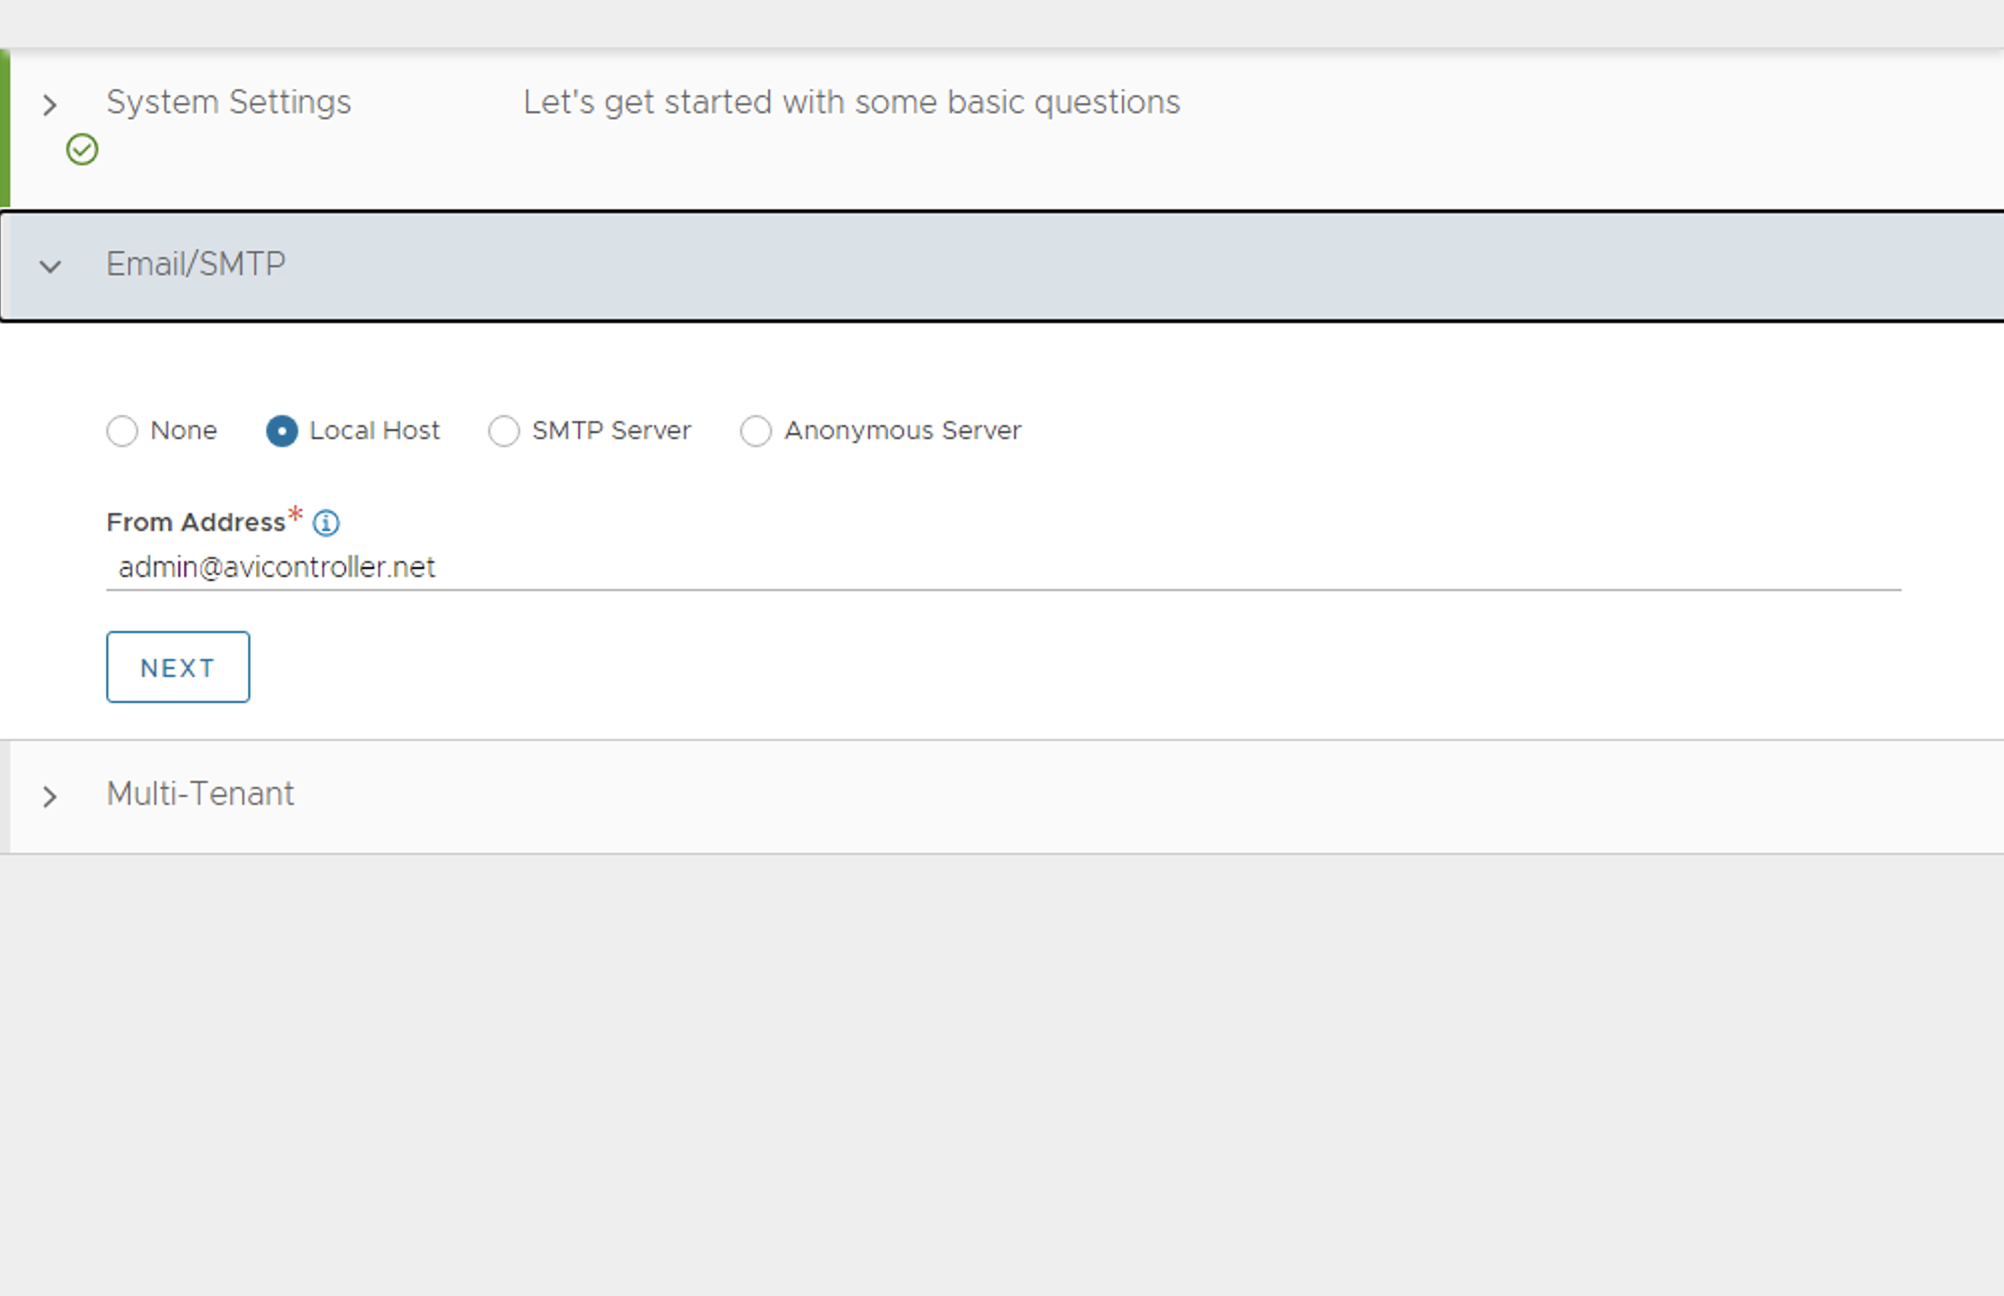 System Settings Let's get started with some basic questions
Email/SMTP
None Local Host SMTP Server Anonymous Server
From Address*
admin@avicontroller.net
NEXT
Multi-Tenant